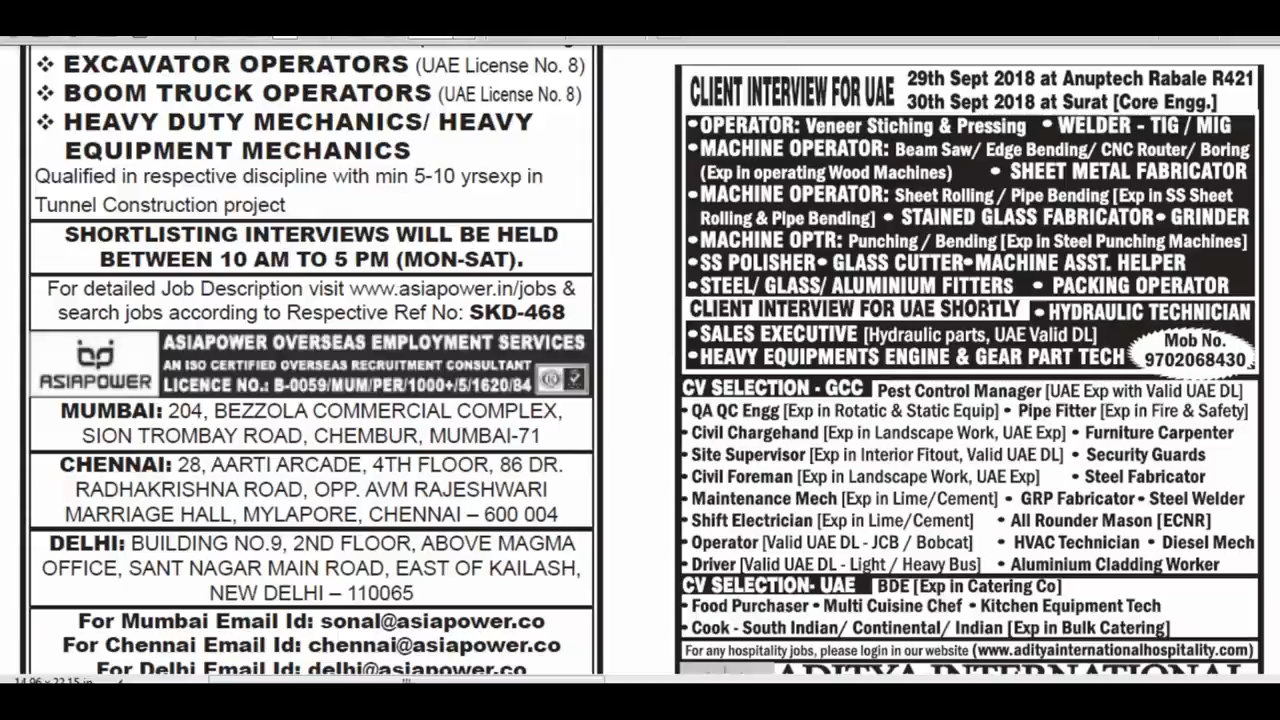 ❖ EXCAVATOR OPERATORS (UAE License No. 8)
❖ BOOM TRUCK OPERATORS (UAE License No. 8)
❖ HEAVY DUTY MECHANICS/ HEAVY
EQUIPMENT MECHANICS
Qualified in respective discipline with min 5-10 yrsexp in
Tunnel Construction project
SHORTLISTING INTERVIEWS WILL BE HELD
BETWEEN 10 AM TO 5 PM (MON-SAT).
For detailed Job Description visit www.asiapower.in/jobs &
search jobs according to Respective Ref No: SKD-468
ASIAPOWER
ASIAPOWER OVERSEAS EMPLOYMENT SERVICES
AN ISO CERTIFIED OVERSEAS RECRUITMENT CONSULTANT
LICENCE NO.: B-0059/MUM/PER/1000+/5/1620/84
MUMBAI: 204, BEZZOLA COMMERCIAL COMPLEX,
SION TROMBAY ROAD, CHEMBUR, MUMBAI-71
CHENNAI: 28, AARTI ARCADE, 4TH FLOOR, 86 DR.
RADHAKRISHNA ROAD, OPP. AVM RAJESHWARI
MARRIAGE HALL, MYLAPORE, CHENNAI – 600 004
DELHI: BUILDING NO.9, 2ND FLOOR, ABOVE MAGMA
OFFICE, SANT NAGAR MAIN ROAD, EAST OF KAILASH,
NEW DELHI – 110065
For Mumbai Email Id: sonal@asiapower.co
For Chennai Email Id: chennai@asiapower.co
For Delhi Email Id: delhi@asiapower.co
14.96 x 22.15 in
CLIENT INTERVIEW FOR UAE
29th Sept 2018 at Anuptech Rabale R421
30th Sept 2018 at Surat [Core Engg.]
• OPERATOR: Veneer Stiching & Pressing • WELDER - TIG / MIG
• MACHINE OPERATOR: Beam Saw/ Edge Bending/ CNC Router/ Boring
(Exp in operating Wood Machines) • SHEET METAL FABRICATOR
• MACHINE OPERATOR: Sheet Rolling / Pipe Bending [Exp in SS Sheet
Rolling & Pipe Bending] • STAINED GLASS FABRICATOR • GRINDER
• MACHINE OPTR: Punching / Bending [Exp in Steel Punching Machines]
• SS POLISHER • GLASS CUTTER • MACHINE ASST. HELPER
• STEEL/ GLASS/ ALUMINIUM FITTERS • PACKING OPERATOR
CLIENT INTERVIEW FOR UAE SHORTLY • HYDRAULIC TECHNICIAN
• SALES EXECUTIVE [Hydraulic parts, UAE Valid DL]
• HEAVY EQUIPMENTS ENGINE & GEAR PART TECH
Mob No.
9702068430
CV SELECTION - GCC Pest Control Manager [UAE Exp with Valid UAE DL]
• QA QC Engg [Exp in Rotatic & Static Equip] • Pipe Fitter [Exp in Fire & Safety]
• Civil Chargehand [Exp in Landscape Work, UAE Exp] • Furniture Carpenter
• Site Supervisor [Exp in Interior Fitout, Valid UAE DL] • Security Guards
• Civil Foreman [Exp in Landscape Work, UAE Exp] • Steel Fabricator
• Maintenance Mech [Exp in Lime/Cement] • GRP Fabricator • Steel Welder
• Shift Electrician [Exp in Lime/Cement] • All Rounder Mason [ECNR]
• Operator [Valid UAE DL - JCB / Bobcat] • HVAC Technician • Diesel Mech
• Driver [Valid UAE DL - Light / Heavy Bus] • Aluminium Cladding Worker
CV SELECTION- UAE BDE [Exp in Catering Co]
• Food Purchaser • Multi Cuisine Chef • Kitchen Equipment Tech
• Cook - South Indian/ Continental/ Indian [Exp in Bulk Catering]
For any hospitality jobs, please login in our website (www.adityainternationalhospitality.com)
ADITYA INTERNATIONAL